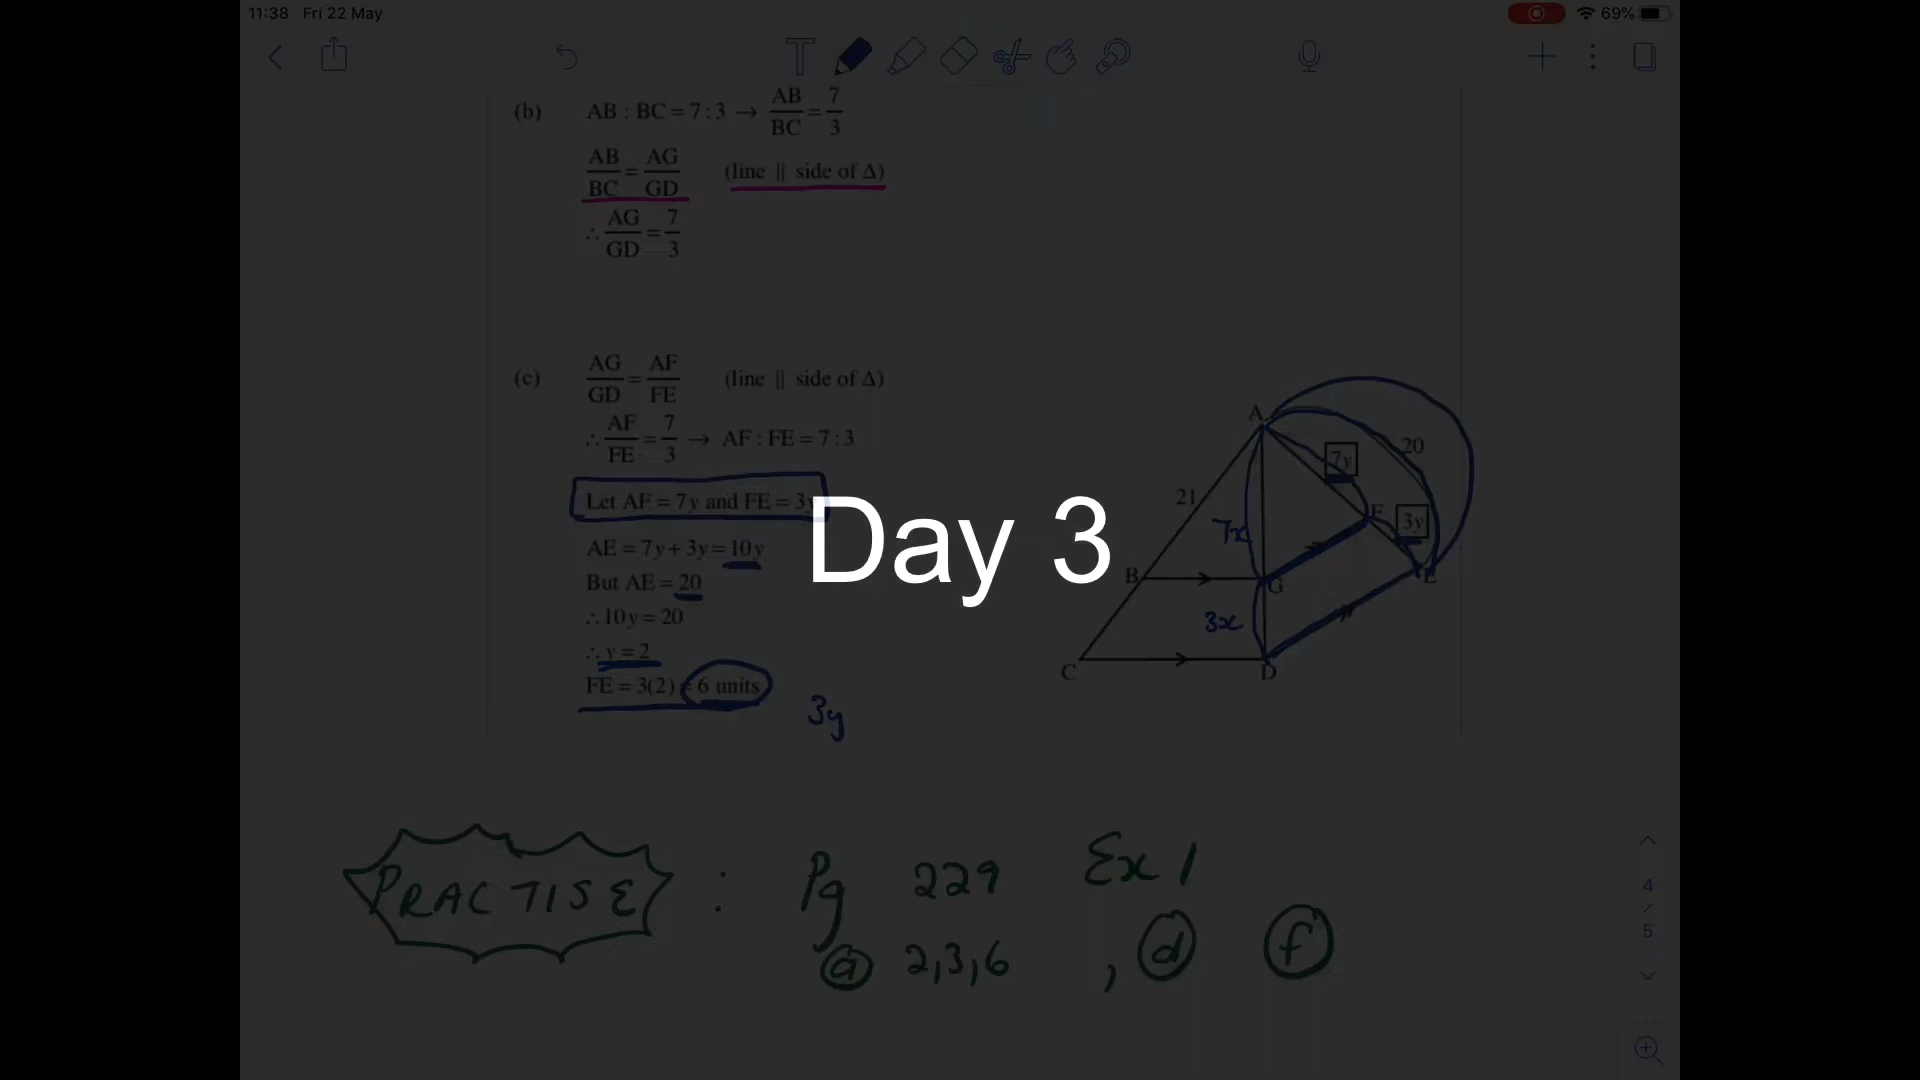 11:38 Fri 22 May 69%
(b) AB : BC = 7 : 3 → AB/BC = 7/3
AB/BC = AG/GD (line || side of Δ)
∴ AG/GD = 7/3
(c) AG/GD = AF/FE (line || side of Δ)
∴ AF/FE = 7/3 → AF : FE = 7 : 3
Let AF = 7y and FE = 3y
AE = 7y + 3y = 10y
But AE = 20
∴ 10y = 20
∴ y = 2
FE = 3(2) = 6 units
3y
A
20
7y
21
F
3y
7x
B
G
E
3x
C
D
Day 3
PRACTISE : Pg 229 Ex 1
a 2,3,6 , d f
4
/
5